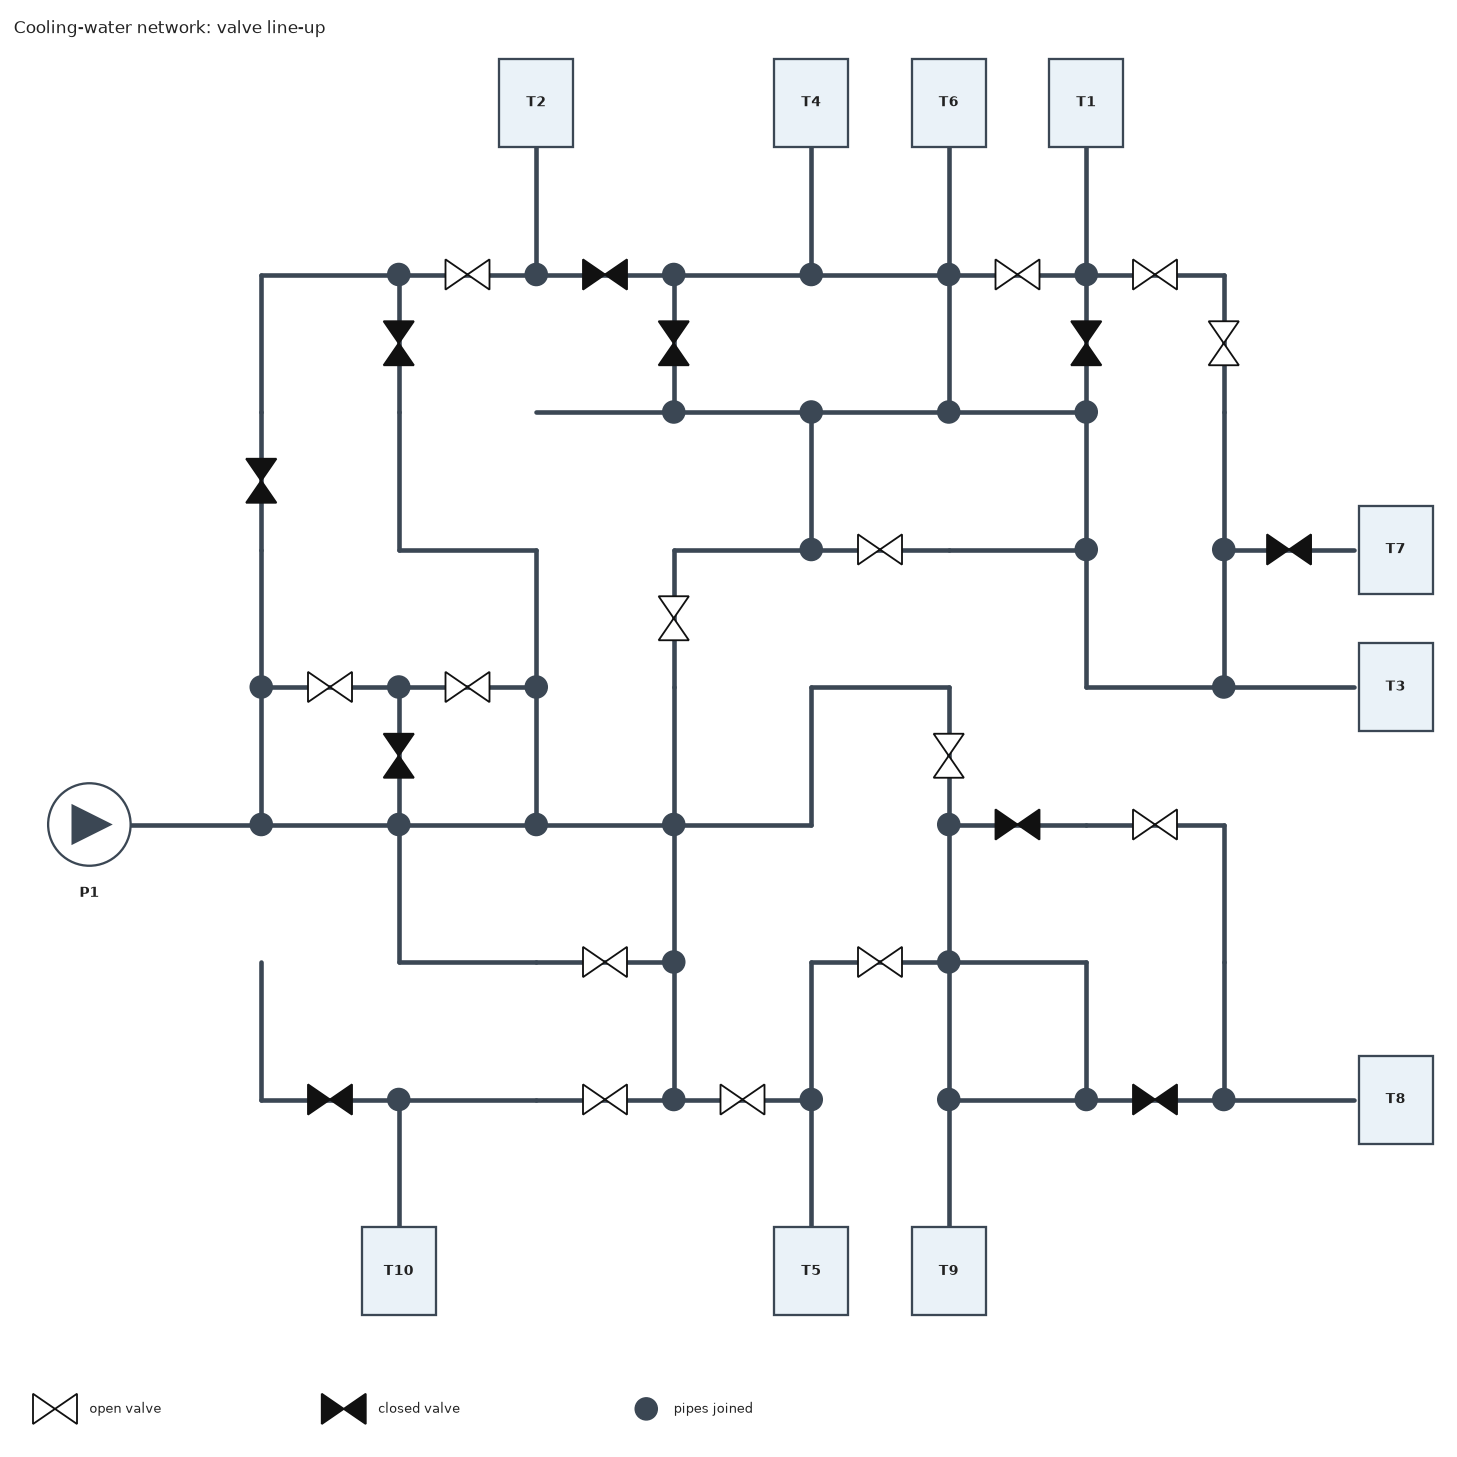 Cooling-water network: valve line-up
T2
T4
T6
T1
T7
T3
P1
T8
T10
T5
T9
open valve
closed valve
pipes joined